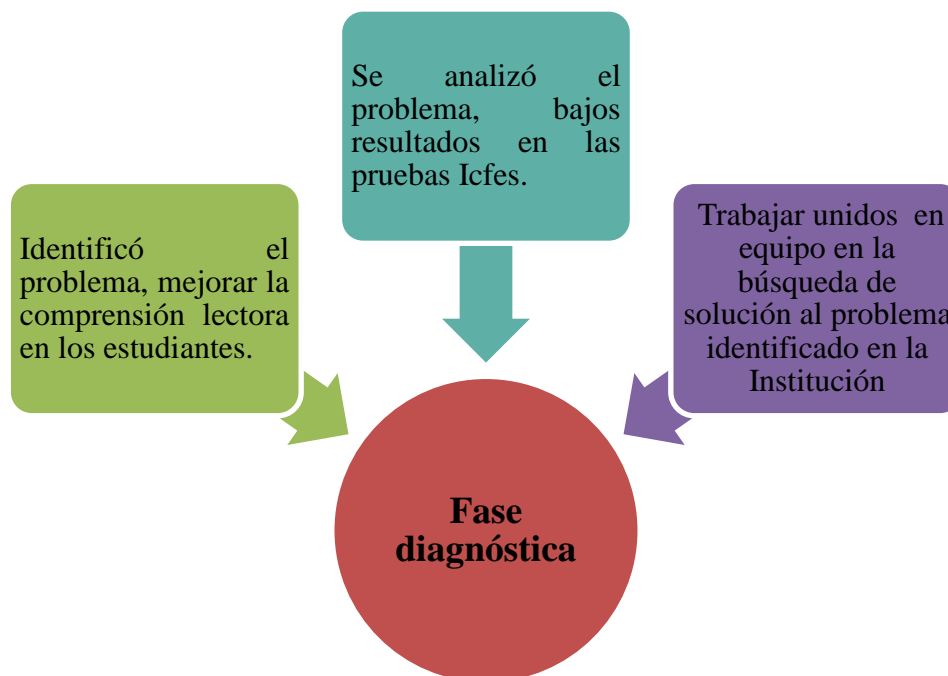 Se analizó el
problema, bajos
resultados en las
pruebas Icfes.
Identificó el
problema, mejorar la
comprensión lectora
en los estudiantes.
Trabajar unidos en
equipo en la
búsqueda de
solución al problema
identificado en la
Institución
Fase
diagnóstica